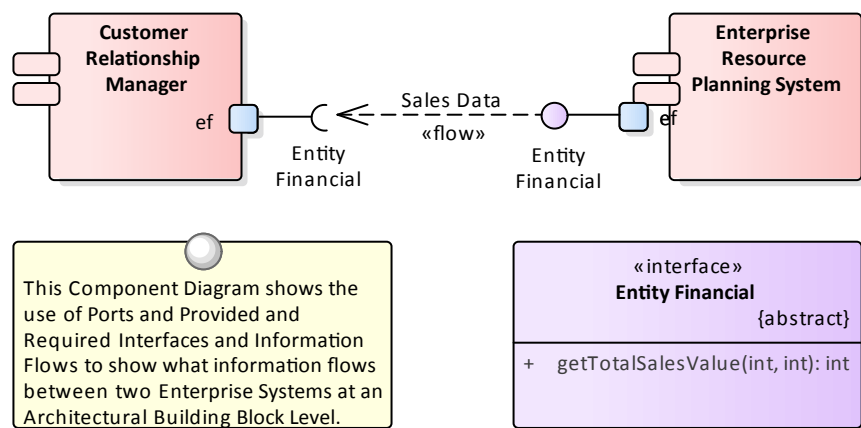 Customer
Relationship
Manager
Enterprise
Resource
Planning System
ef
Sales Data
«flow»
ef
Entity
Financial
Entity
Financial
This Component Diagram shows the
use of Ports and Provided and
Required Interfaces and Information
Flows to show what information flows
between two Enterprise Systems at an
Architectural Building Block Level.
«interface»
Entity Financial
{abstract}
+ getTotalSalesValue(int, int): int